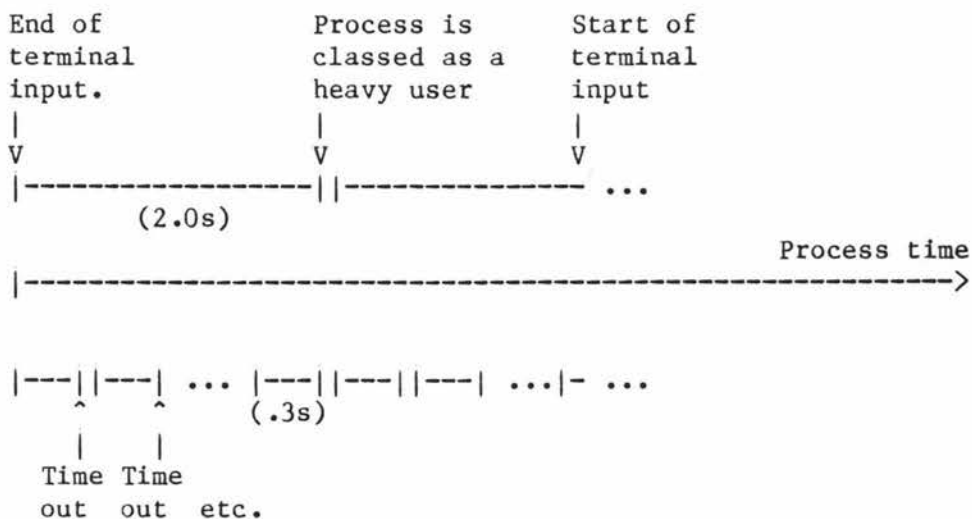 End of Process is Start of
terminal classed as a terminal
input. heavy user input
| | |
V V V
|------------------||--------------- ...
(2.0s)
Process time
|---------------------------------------------------------->
|---||---| ... |---||---||---| ...|- ...
^ ^ (.3s)
| |
Time Time
out out etc.